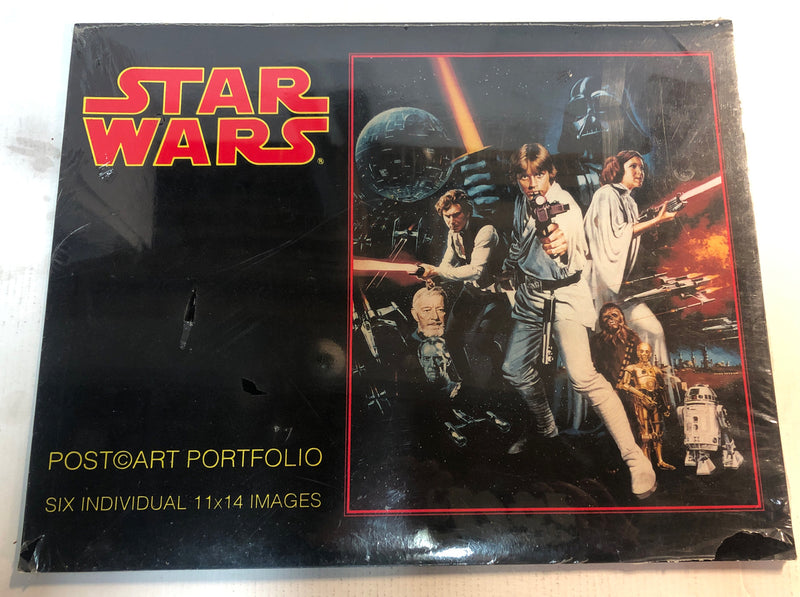 STAR
WARS®
POST©ART PORTFOLIO
SIX INDIVIDUAL 11x14 IMAGES